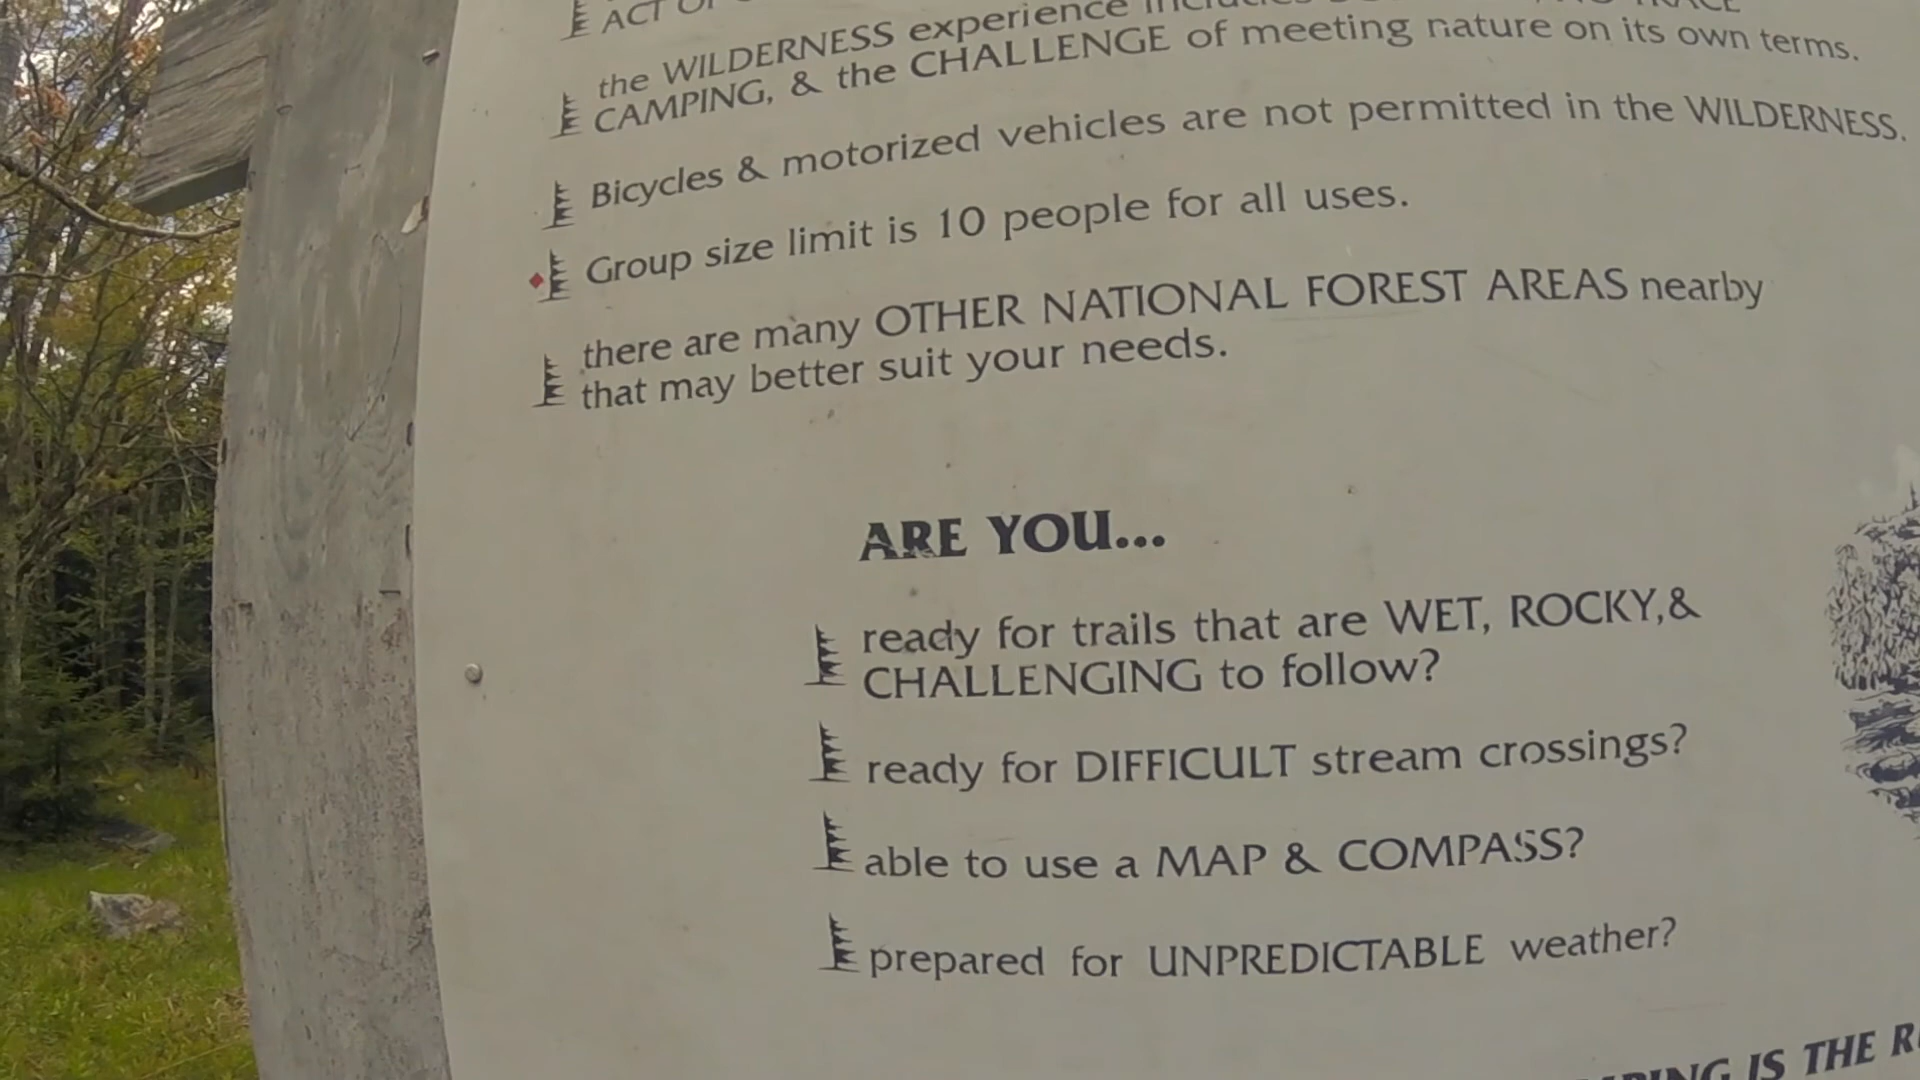 ACT OF
the WILDERNESS experience includes
CAMPING, & the CHALLENGE of meeting nature on its own terms.
Bicycles & motorized vehicles are not permitted in the WILDERNESS.
Group size limit is 10 people for all uses.
there are many OTHER NATIONAL FOREST AREAS nearby
that may better suit your needs.
ARE YOU...
ready for trails that are WET, ROCKY,&
CHALLENGING to follow?
ready for DIFFICULT stream crossings?
able to use a MAP & COMPASS?
prepared for UNPREDICTABLE weather?
IS THE